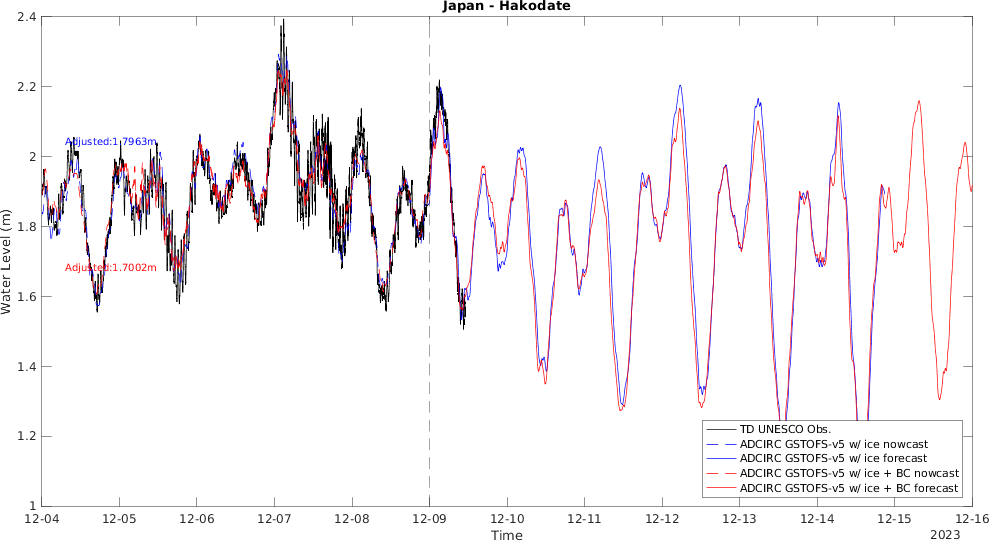 Japan - Hakodate
2.4
2.2
2
1.8
1.6
1.4
1.2
1
Water Level (m)
Adjusted:1.7963m
Adjusted:1.7002m
TD UNESCO Obs.
ADCIRC GSTOFS-v5 w/ ice nowcast
ADCIRC GSTOFS-v5 w/ ice forecast
ADCIRC GSTOFS-v5 w/ ice + BC nowcast
ADCIRC GSTOFS-v5 w/ ice + BC forecast
12-04 12-05 12-06 12-07 12-08 12-09 12-10 12-11 12-12 12-13 12-14 12-15 12-16
Time
2023